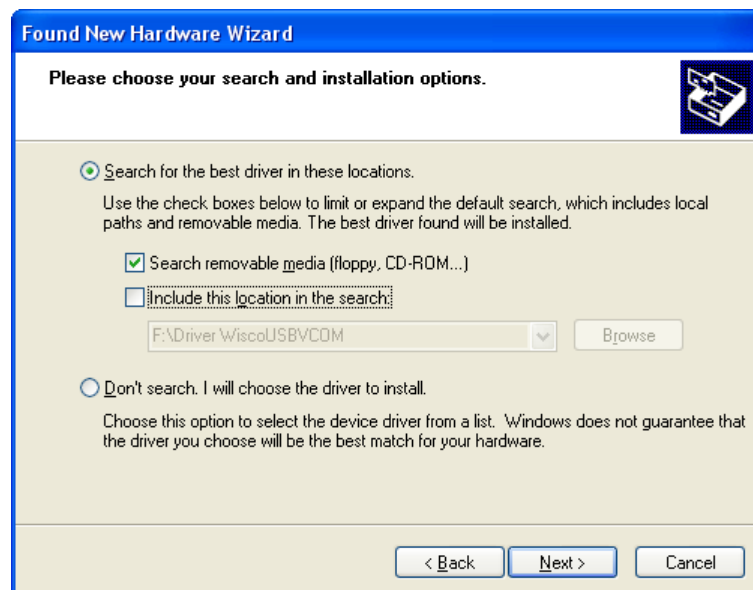 Found New Hardware Wizard
Please choose your search and installation options.
Search for the best driver in these locations.
Use the check boxes below to limit or expand the default search, which includes local
paths and removable media. The best driver found will be installed.
Search removable media (floppy, CD-ROM...)
Include this location in the search:
F:\Driver WiscoUSBVCOM
Browse
Don't search. I will choose the driver to install.
Choose this option to select the device driver from a list. Windows does not guarantee that
the driver you choose will be the best match for your hardware.
< Back
Next >
Cancel